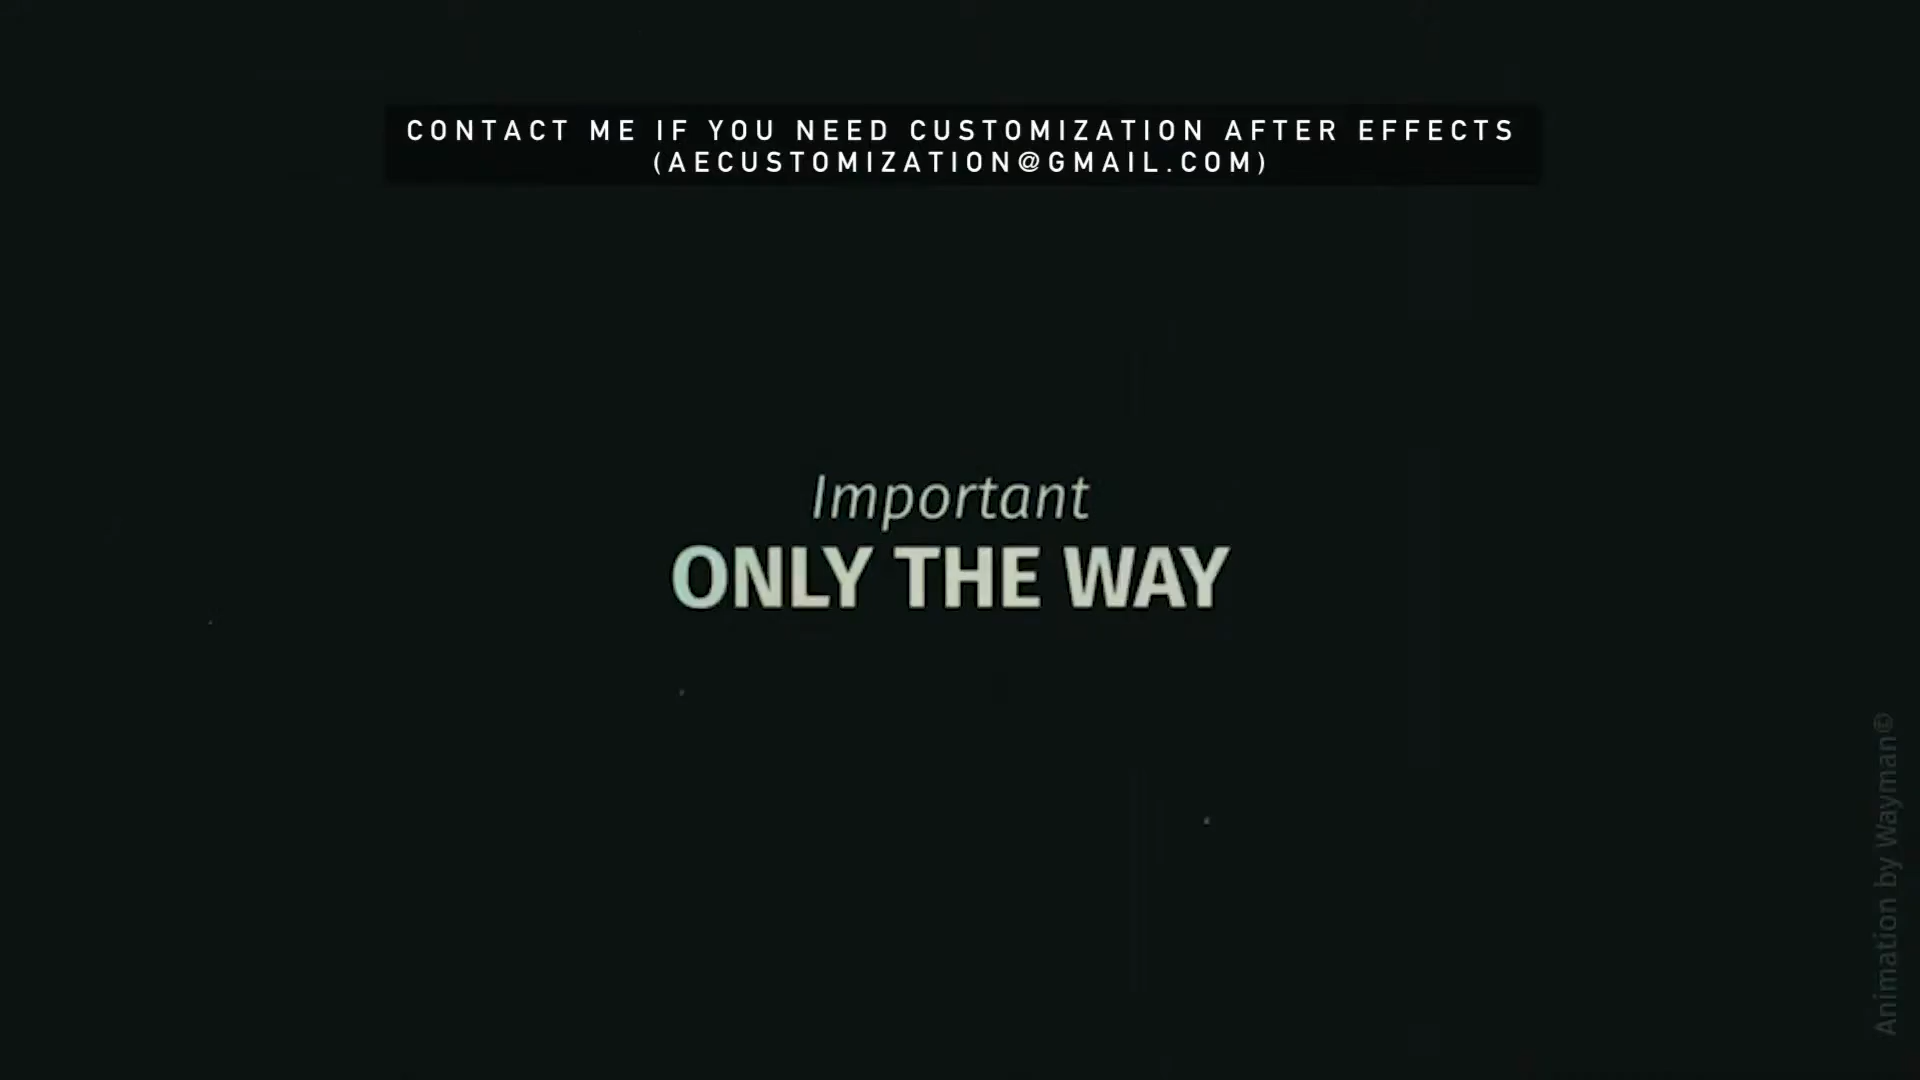 CONTACT ME IF YOU NEED CUSTOMIZATION AFTER EFFECTS
(AECUSTOMIZATION@GMAIL.COM)
Important
ONLY THE WAY
Animation by Wayman©